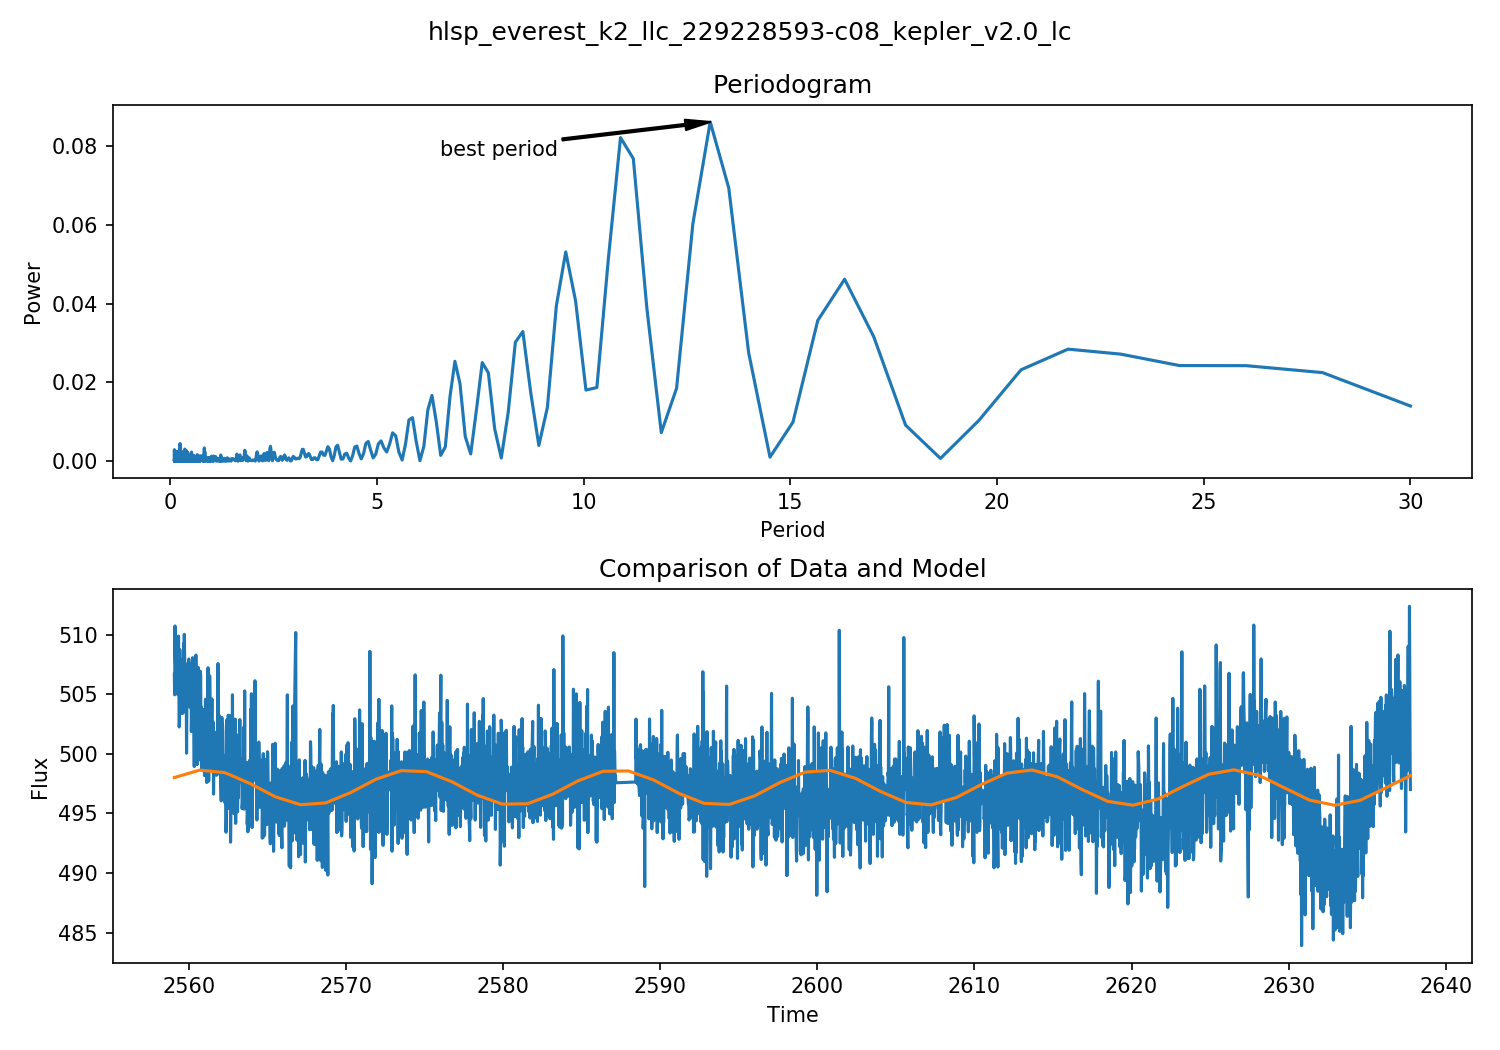 hlsp_everest_k2_llc_229228593-c08_kepler_v2.0_lc
Periodogram
best period
0.08
0.06
0.04
0.02
0.00
Power
0 5 10 15 20 25 30
Period
Comparison of Data and Model
510
505
500
495
490
485
Flux
2560 2570 2580 2590 2600 2610 2620 2630 2640
Time